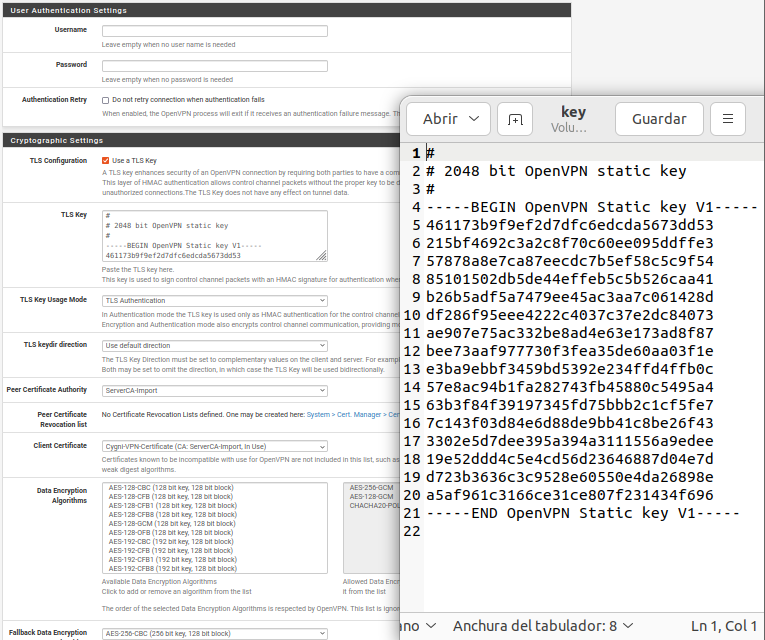 User Authentication Settings
Username
Leave empty when no user name is needed
Password
Leave empty when no password is needed
Authentication Retry
Do not retry connection when authentication fails
When enabled, the OpenVPN process will exit if it receives an authentication failure message. Th
Cryptographic Settings
TLS Configuration
Use a TLS Key
A TLS key enhances security of an OpenVPN connection by requiring both parties to have a com
This layer of HMAC authentication allows control channel packets without the proper key to be d
unauthorized connections.The TLS Key does not have any effect on tunnel data.
TLS Key
#
# 2048 bit OpenVPN static key
#
-----BEGIN OpenVPN Static key V1-----
461173b9f9ef2d7dfc6edcda5673dd53
Paste the TLS key here.
This key is used to sign control channel packets with an HMAC signature for authentication whe
TLS Key Usage Mode
TLS Authentication
In Authentication mode the TLS key is used only as HMAC authentication for the control channel
Encryption and Authentication mode also encrypts control channel communication, providing mo
TLS keydir direction
Use default direction
The TLS Key Direction must be set to complementary values on the client and server. For examp
Both may be set to omit the direction, in which case the TLS Key will be used bidirectionally.
Peer Certificate Authority
ServerCA-Import
Peer Certificate
Revocation list
No Certificate Revocation Lists defined. One may be created here: System > Cert. Manager > Cer
Client Certificate
Cygni-VPN-Certificate (CA: ServerCA-Import, In Use)
Certificates known to be incompatible with use for OpenVPN are not included in this list, such as
weak digest algorithms.
Data Encryption
Algorithms
AES-128-CBC (128 bit key, 128 bit block)
AES-128-CFB (128 bit key, 128 bit block)
AES-128-CFB1 (128 bit key, 128 bit block)
AES-128-CFB8 (128 bit key, 128 bit block)
AES-128-GCM (128 bit key, 128 bit block)
AES-128-OFB (128 bit key, 128 bit block)
AES-192-CBC (192 bit key, 128 bit block)
AES-192-CFB (192 bit key, 128 bit block)
AES-192-CFB1 (192 bit key, 128 bit block)
AES-192-CFB8 (192 bit key, 128 bit block)
Available Data Encryption Algorithms
Click to add or remove an algorithm from the list
AES-256-GCM
AES-128-GCM
CHACHA20-POL
Allowed Data Encr
it from the list
The order of the selected Data Encryption Algorithms is respected by OpenVPN. This list is ignor
Fallback Data Encryption
AES-256-CBC (256 bit key, 128 bit block)
Abrir
key
Volu...
Guardar
1 #
2 # 2048 bit OpenVPN static key
3 #
4 -----BEGIN OpenVPN Static key V1-----
5 461173b9f9ef2d7dfc6edcda5673dd53
6 215bf4692c3a2c8f70c60ee095ddffe3
7 57878a8e7ca87eecdc7b5ef58c5c9f54
8 85101502db5de44effeb5c5b526caa41
9 b26b5adf5a7479ee45ac3aa7c061428d
10 df286f95eee4222c4037c37e2dc84073
11 ae907e75ac332be8ad4e63e173ad8f87
12 bee73aaf977730f3fea35de60aa03f1e
13 e3ba9ebbf3459bd5392e234ffd4ffb0c
14 57e8ac94b1fa282743fb45880c5495a4
15 63b3f84f39197345fd75bbb2c1cf5fe7
16 7c143f03d84e6d88de9bb41c8be26f43
17 3302e5d7dee395a394a3111556a9edee
18 19e52ddd4c5e4cd56d23646887d04e7d
19 d723b3636c3c9528e60550e4da26898e
20 a5af961c3166ce31ce807f231434f696
21 -----END OpenVPN Static key V1-----
22
ano
Anchura del tabulador: 8
Ln 1, Col 1